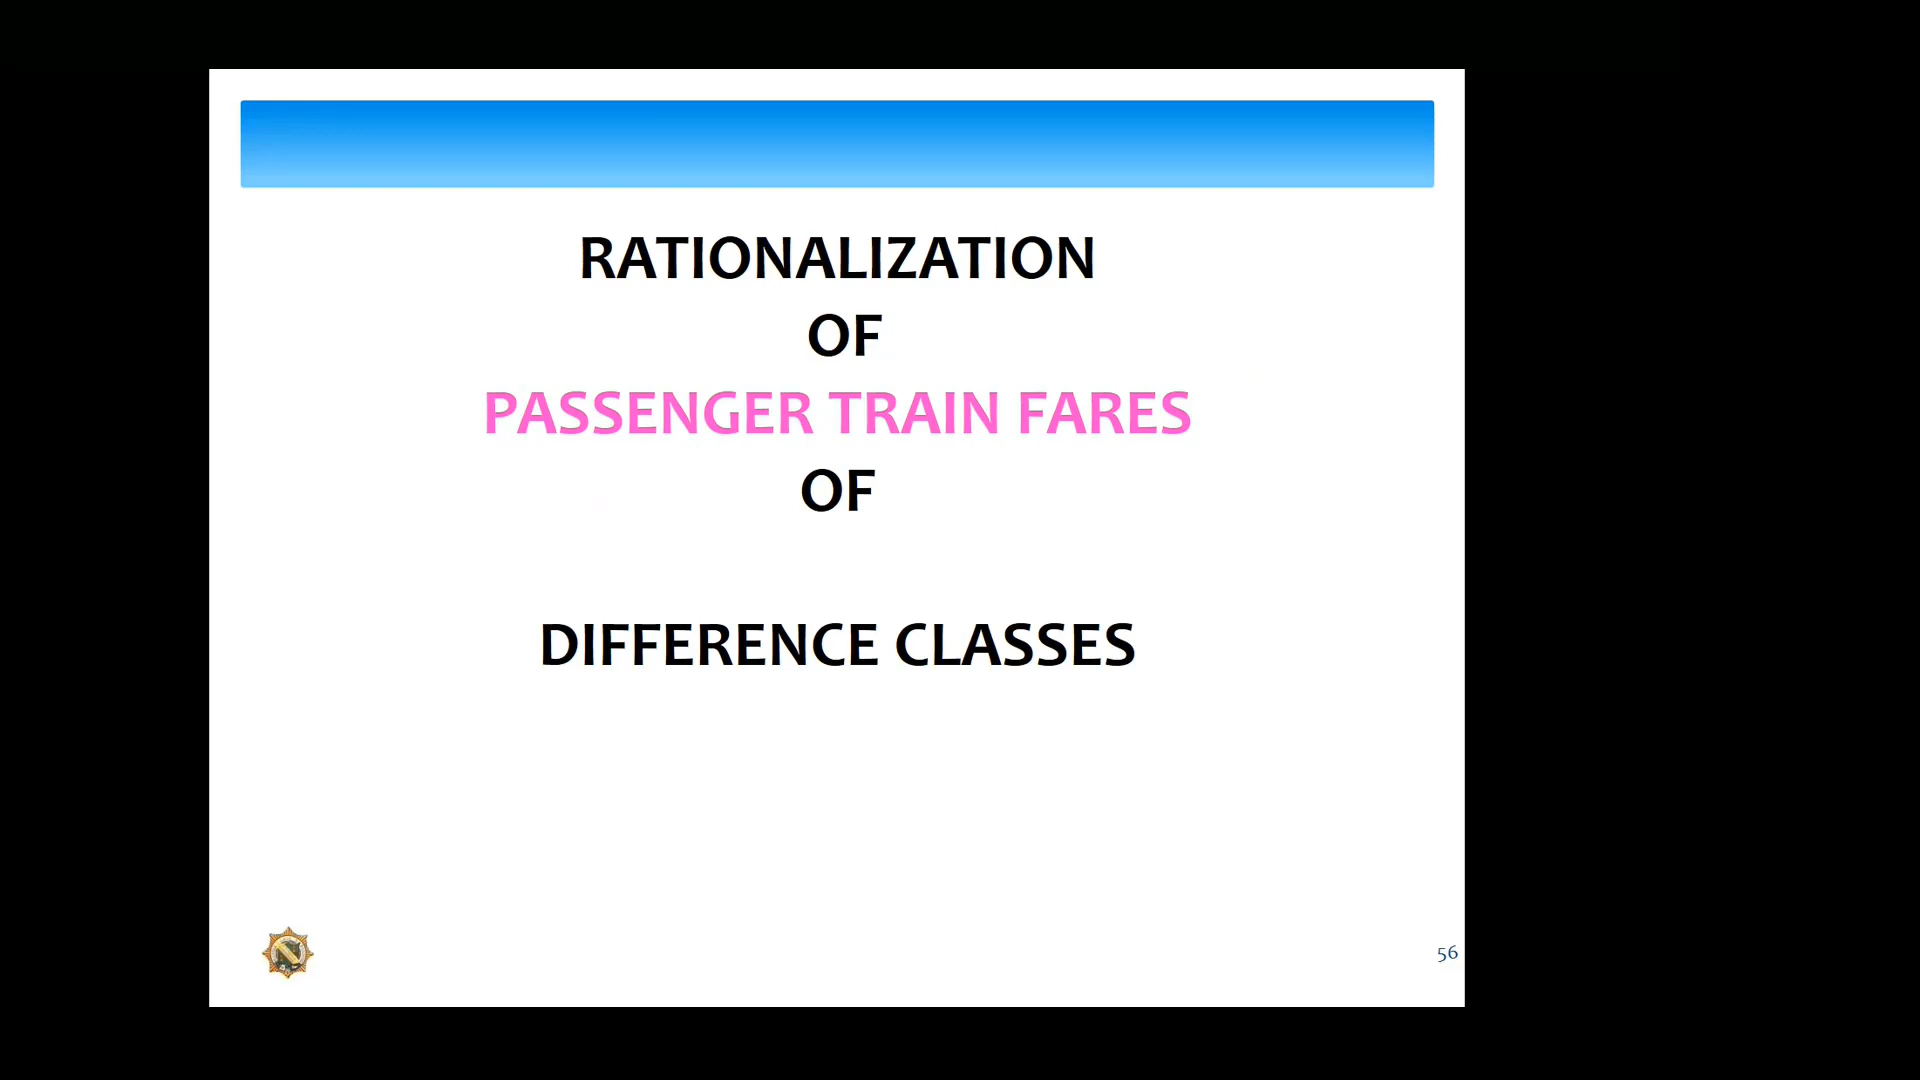 RATIONALIZATION
OF
PASSENGER TRAIN FARES
OF
DIFFERENCE CLASSES
56